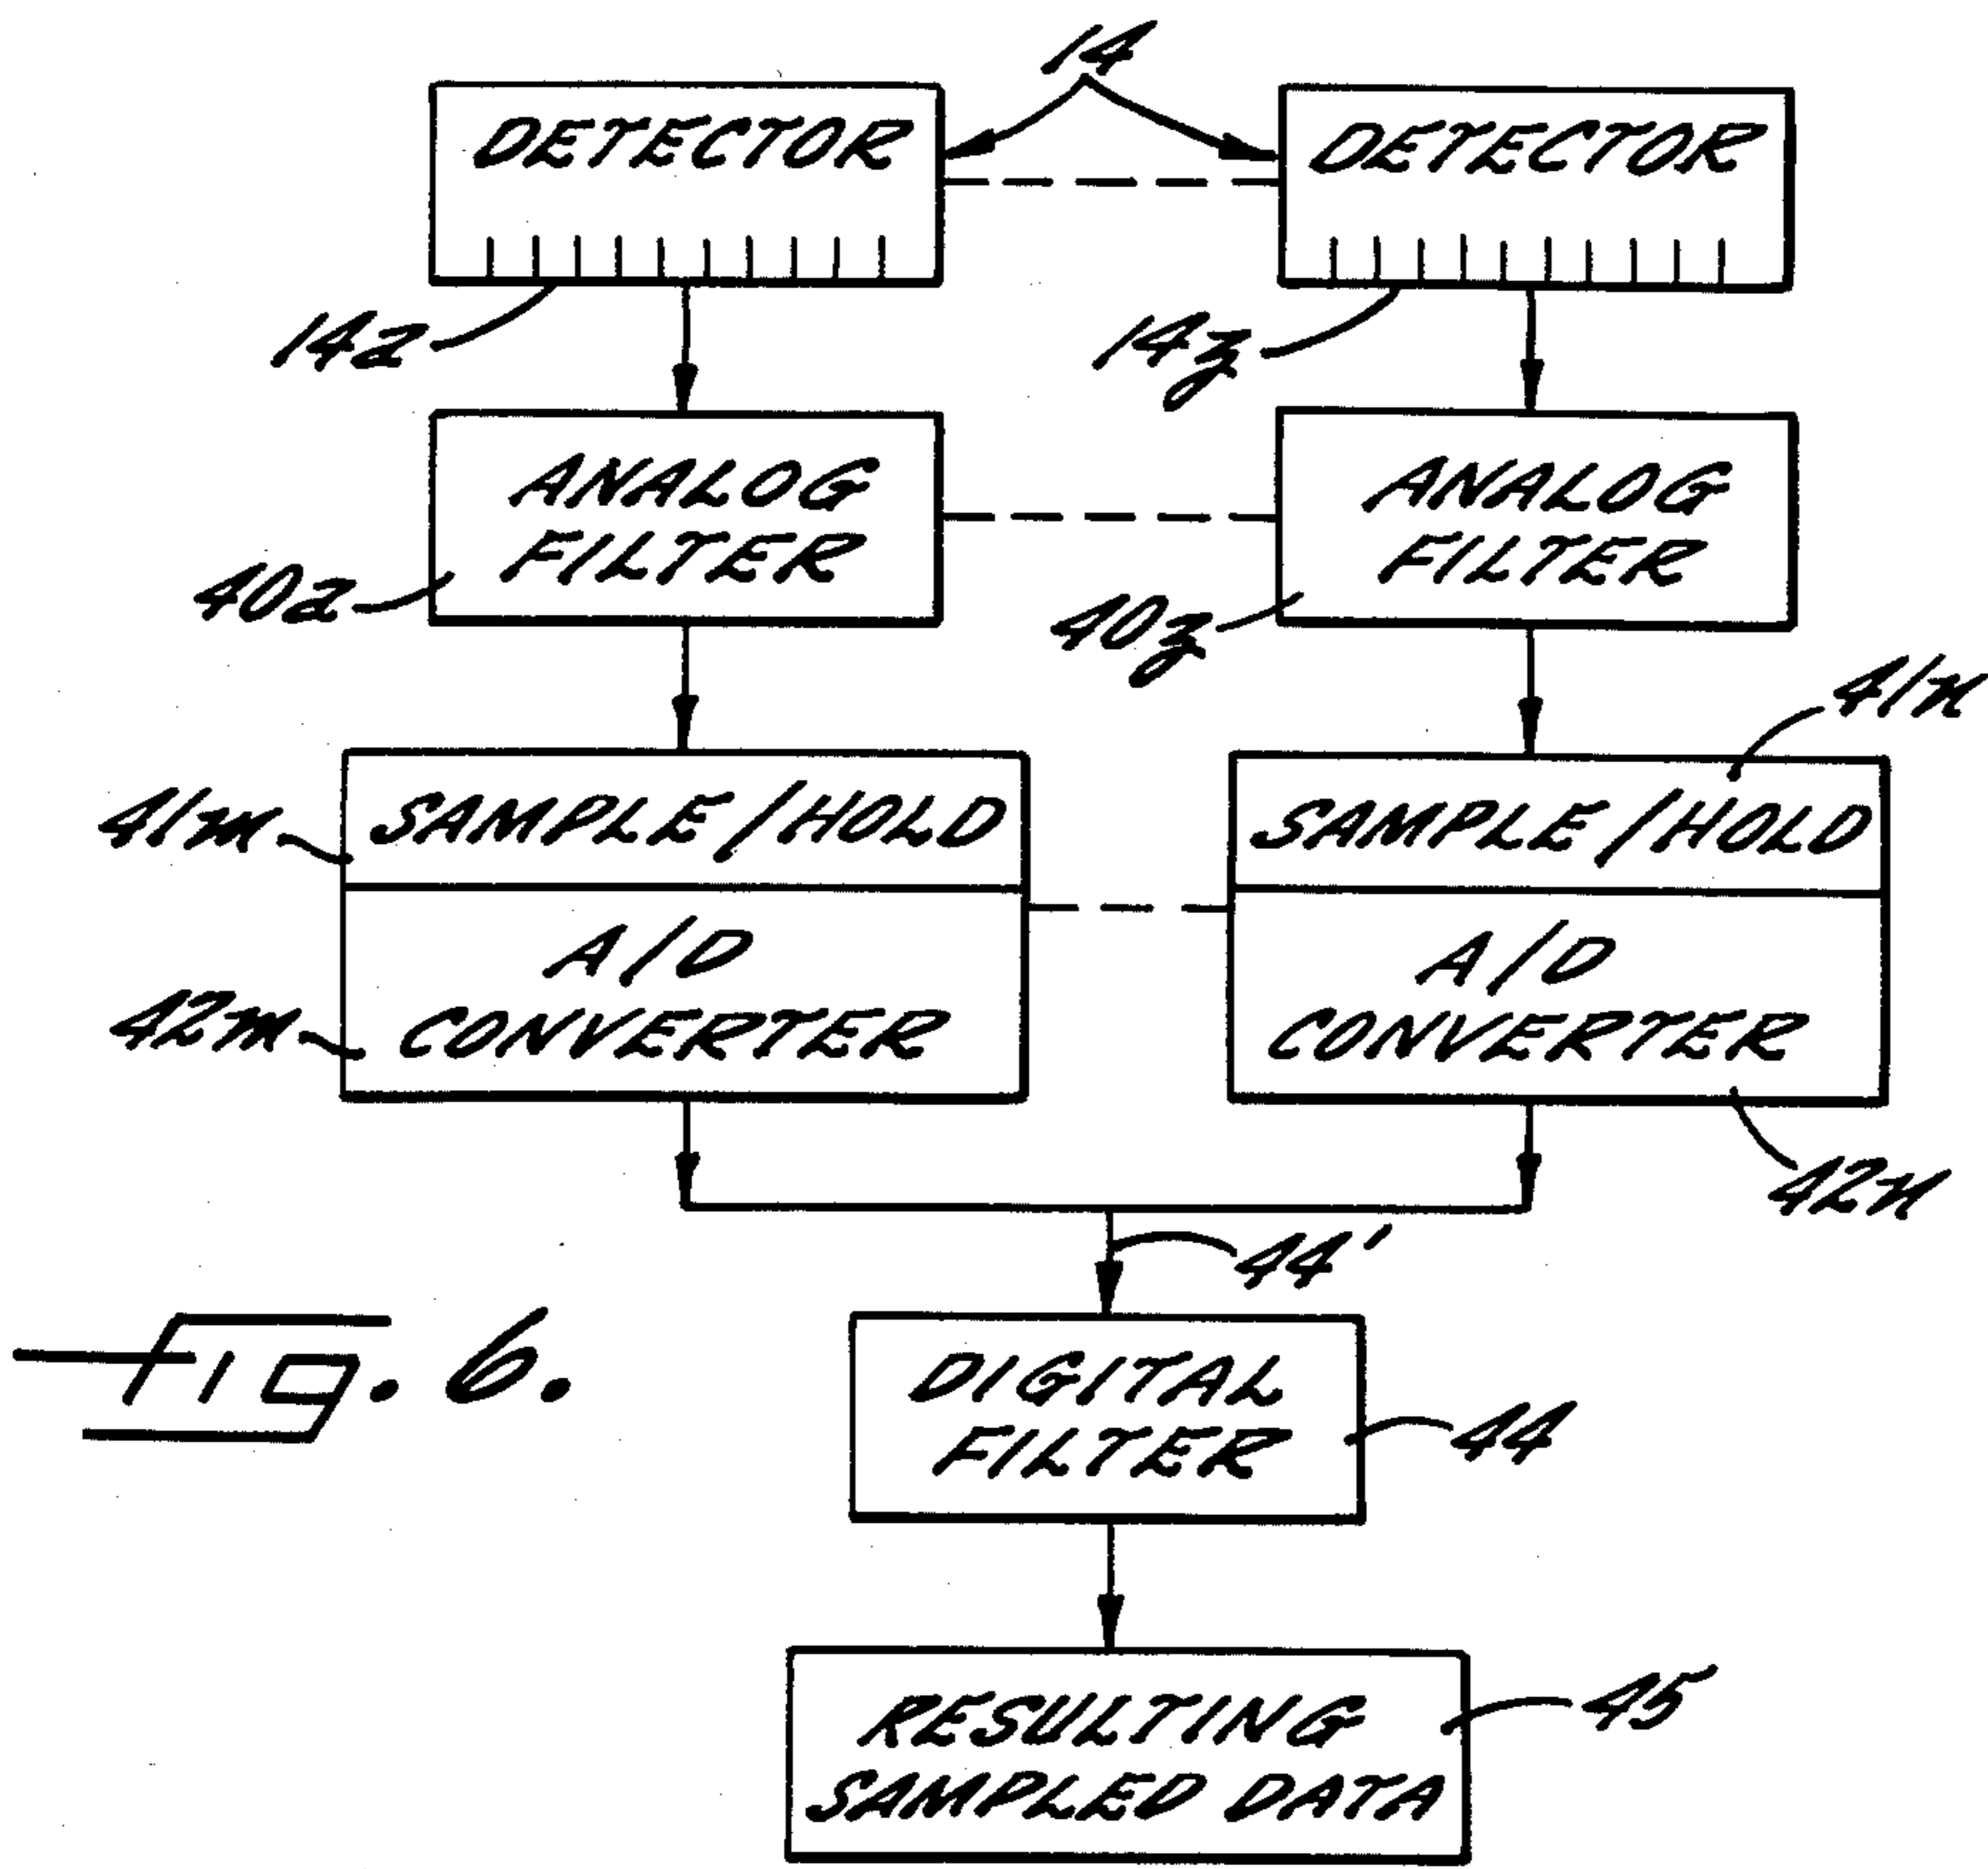 14
DETECTOR
DETECTOR
14a
14z
ANALOG
FILTER
ANALOG
FILTER
40a
40z
41n
41m
SAMPLE/HOLD
SAMPLE/HOLD
A/D
CONVERTER
A/D
CONVERTER
42m
42n
44'
Fig. 6.
DIGITAL
FILTER
44
RESULTING
SAMPLED DATA
45